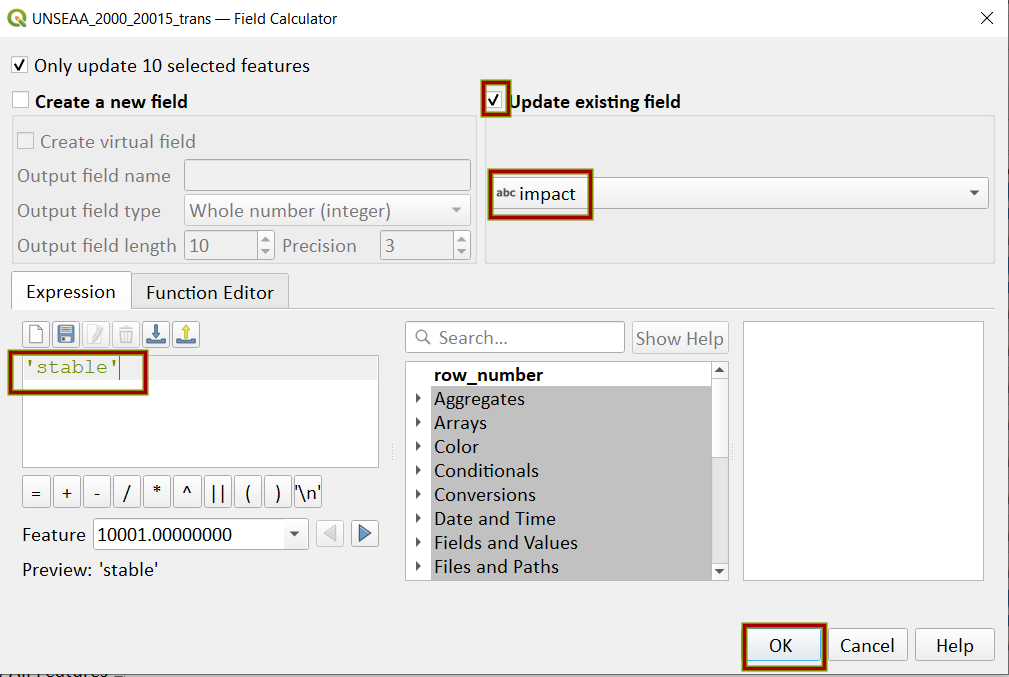 UNSEAA_2000_20015_trans — Field Calculator
Only update 10 selected features
Create a new field
Update existing field
Create virtual field
Output field name
abc impact
Output field type Whole number (integer)
Output field length 10 Precision 3
Expression Function Editor
Search... Show Help
'stable'
row_number
Aggregates
Arrays
Color
Conditionals
Conversions
Date and Time
Fields and Values
Files and Paths
= + - / * ^ || ( ) '\n'
Feature 10001.00000000
Preview: 'stable'
OK Cancel Help